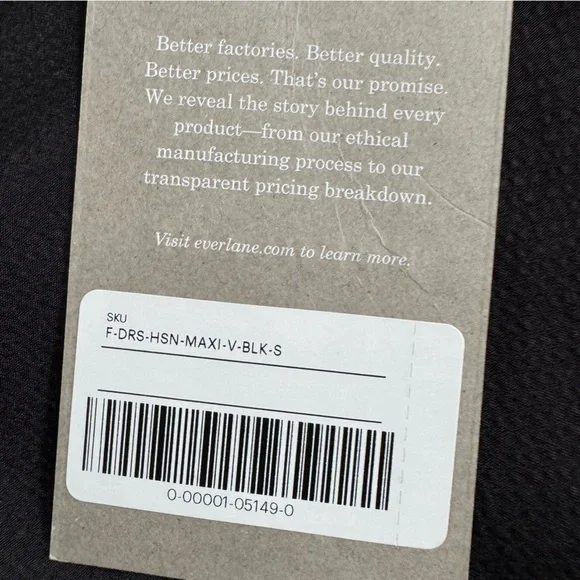 Better factories. Better quality.
Better prices. That's our promise.
We reveal the story behind every
product—from our ethical
manufacturing process to our
transparent pricing breakdown.
Visit everlane.com to learn more.
SKU
F-DRS-HSN-MAXI-V-BLK-S
0-00001-05149-0